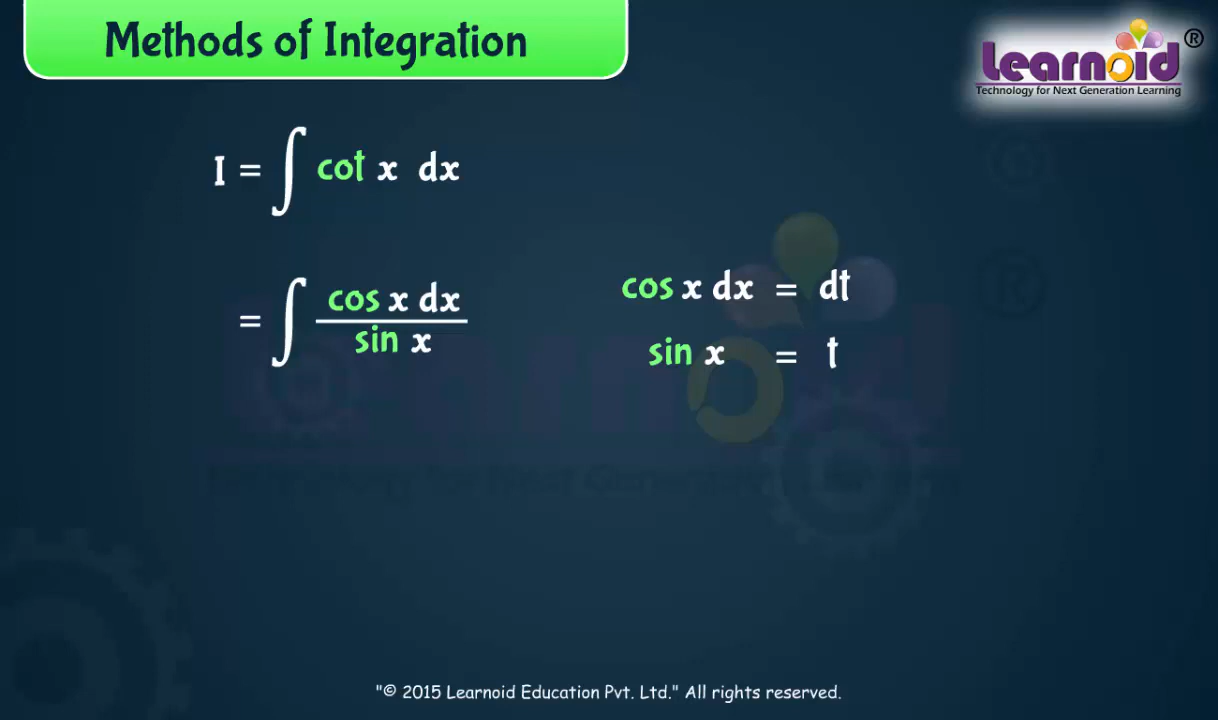 Methods of Integration
Learnoid ®
Technology for Next Generation Learning
I = ∫ cot x dx
= ∫ cos x dx / sin x
cos x dx = dt
sin x = t
"© 2015 Learnoid Education Pvt. Ltd." All rights reserved.